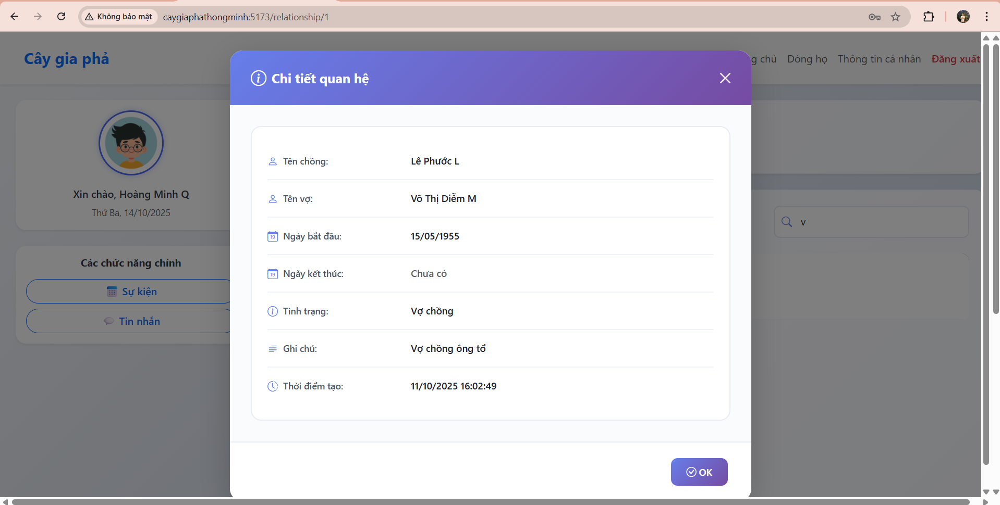 Không bảo mật
caygiaphathongminh:5173/relationship/1
Cây gia phả
g chủ
Dòng họ
Thông tin cá nhân
Đăng xuất
Chi tiết quan hệ
Xin chào, Hoàng Minh Q
Thứ Ba, 14/10/2025
Các chức năng chính
Sự kiện
Tin nhắn
Tên chồng: Lê Phước L
Tên vợ: Võ Thị Diễm M
19 Ngày bắt đầu: 15/05/1955
19 Ngày kết thúc: Chưa có
Tình trạng: Vợ chồng
Ghi chú: Vợ chồng ông tổ
Thời điểm tạo: 11/10/2025 16:02:49
v
OK